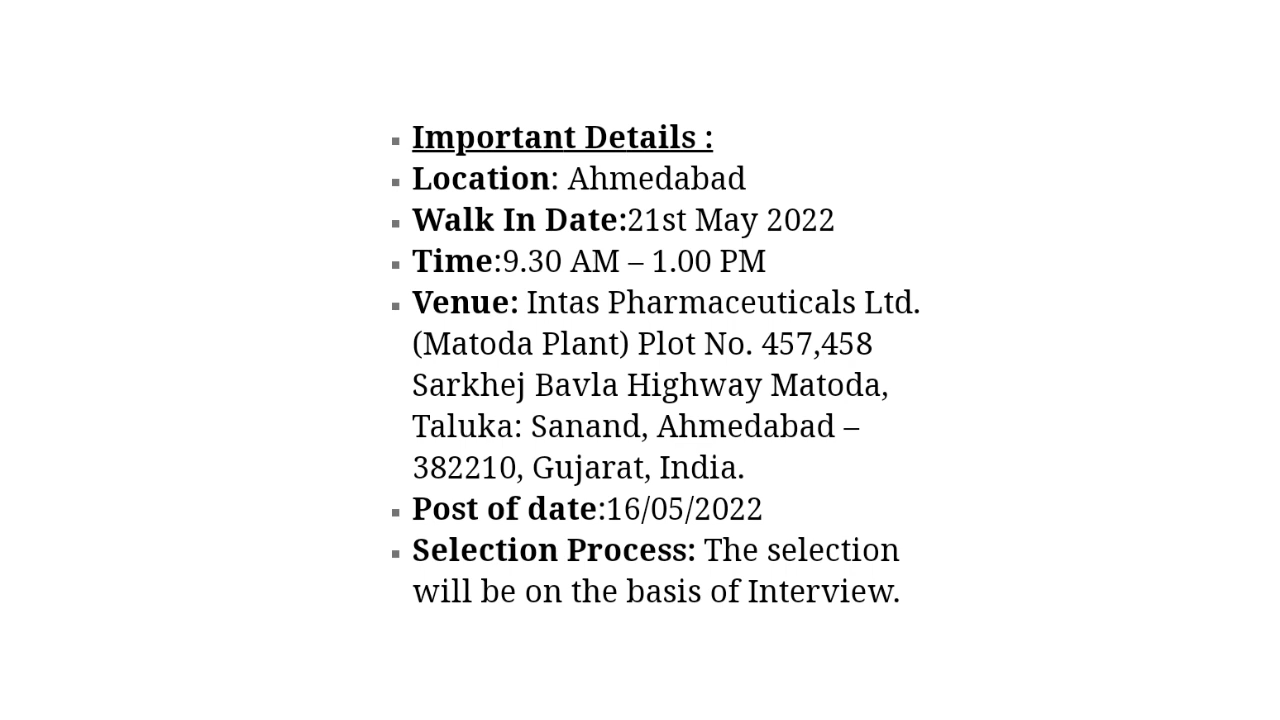 Important Details :
Location: Ahmedabad
Walk In Date:21st May 2022
Time:9.30 AM – 1.00 PM
Venue: Intas Pharmaceuticals Ltd.
(Matoda Plant) Plot No. 457,458
Sarkhej Bavla Highway Matoda,
Taluka: Sanand, Ahmedabad –
382210, Gujarat, India.
Post of date:16/05/2022
Selection Process: The selection
will be on the basis of Interview.